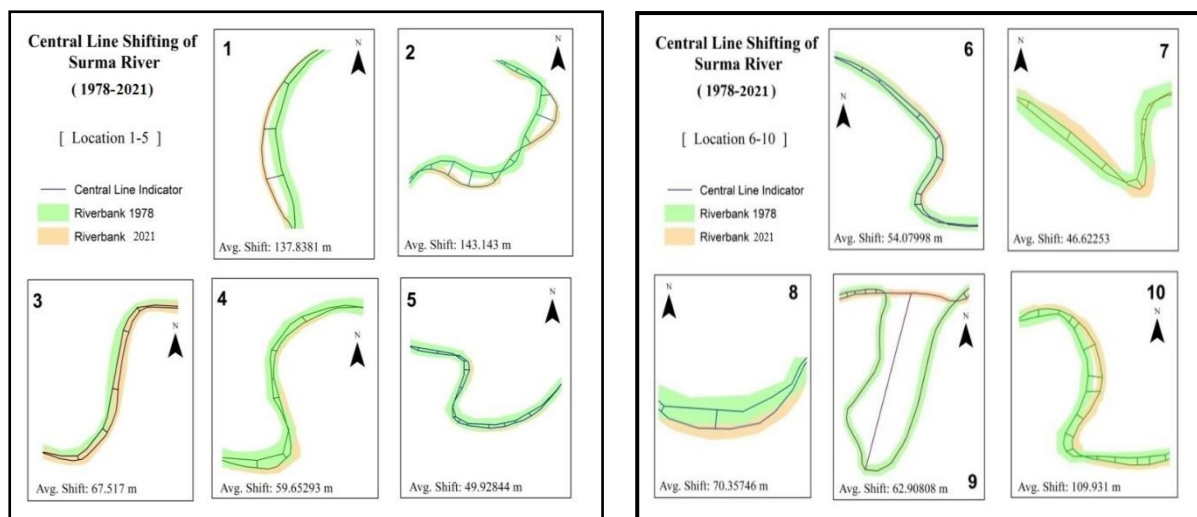 Central Line Shifting of
Surma River
( 1978-2021)
[ Location 1-5 ]
Central Line Indicator
Riverbank 1978
Riverbank 2021
1
N
Avg. Shift: 137.8381 m
2
N
Avg. Shift: 143.143 m
3
N
Avg. Shift: 67.517 m
4
N
Avg. Shift: 59.65293 m
5
N
Avg. Shift: 49.92844 m
Central Line Shifting of
Surma River
( 1978-2021)
[ Location 6-10 ]
Central Line Indicator
Riverbank 1978
Riverbank 2021
6
N
Avg. Shift: 54.07998 m
7
N
Avg. Shift: 46.62253
8
N
Avg. Shift: 70.35746 m
N
Avg. Shift: 62.90808 m
9
10
N
Avg. Shift: 109.931 m